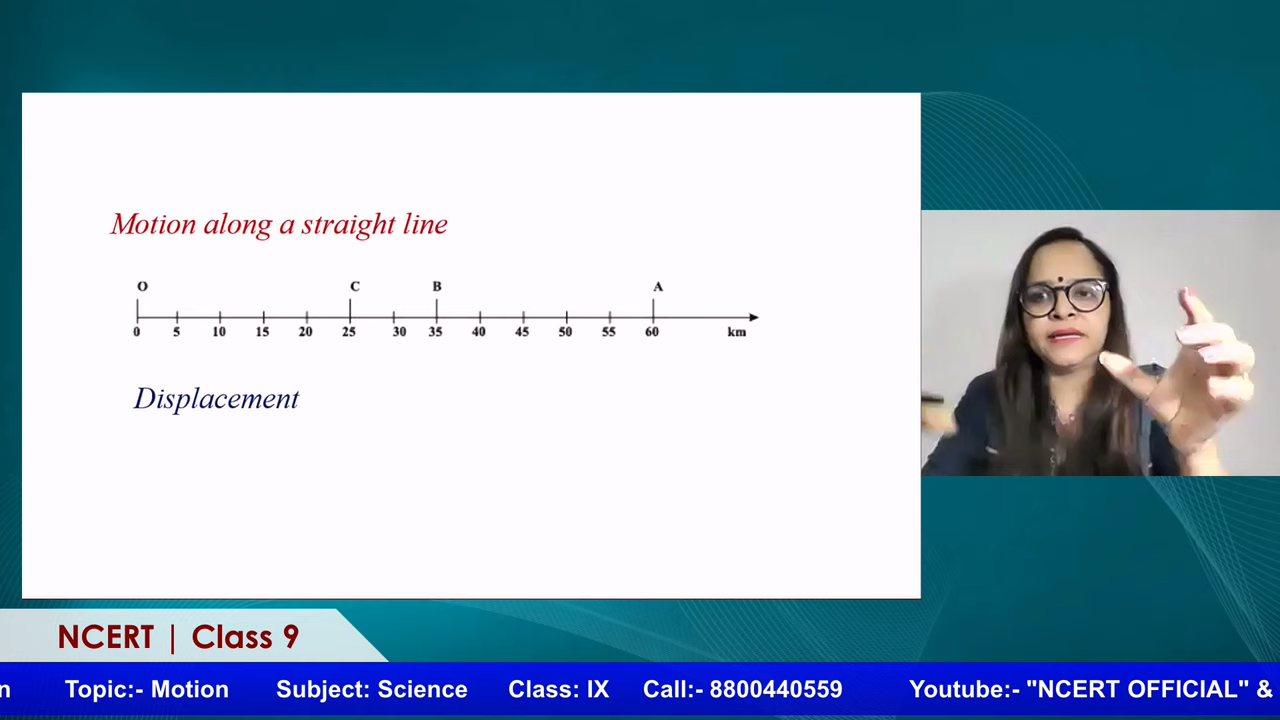 Motion along a straight line
O C B A
0 5 10 15 20 25 30 35 40 45 50 55 60 km
Displacement
NCERT | Class 9
n Topic:- Motion Subject: Science Class: IX Call:- 8800440559 Youtube:- "NCERT OFFICIAL" &